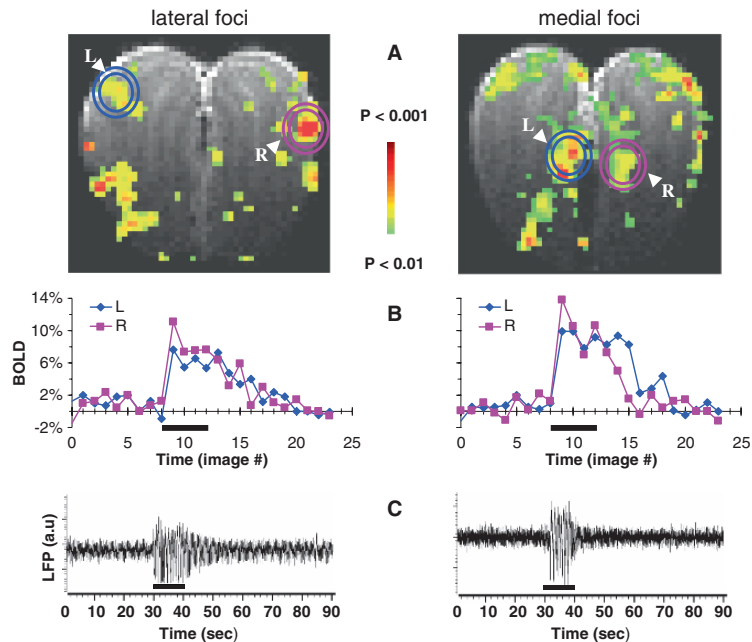 lateral foci
medial foci
A
L
R
P < 0.001
P < 0.01
L
R
B
14%
10%
6%
2%
-2%
BOLD
L
R
0 5 10 15 20 25
Time (image #)
L
R
0 5 10 15 20 25
Time (image #)
C
LFP (a.u)
0 10 20 30 40 50 60 70 80 90
Time (sec)
0 10 20 30 40 50 60 70 80 90
Time (sec)